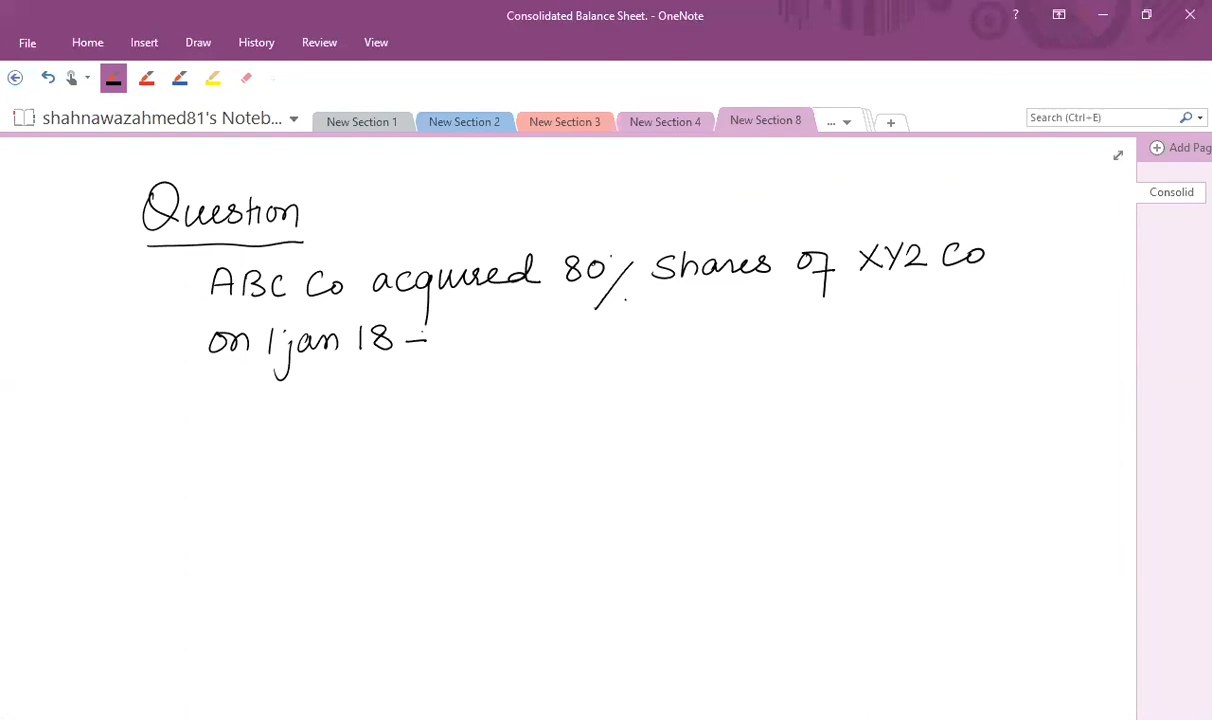 Consolidated Balance Sheet. - OneNote
?
File Home Insert Draw History Review View
shahnawazahmed81's Noteb... New Section 1 New Section 2 New Section 3 New Section 4 New Section 8 ... + Search (Ctrl+E)
Add Pag
Consolid
Question
ABC Co acquired 80% shares of XYZ Co
on 1 jan 18 -